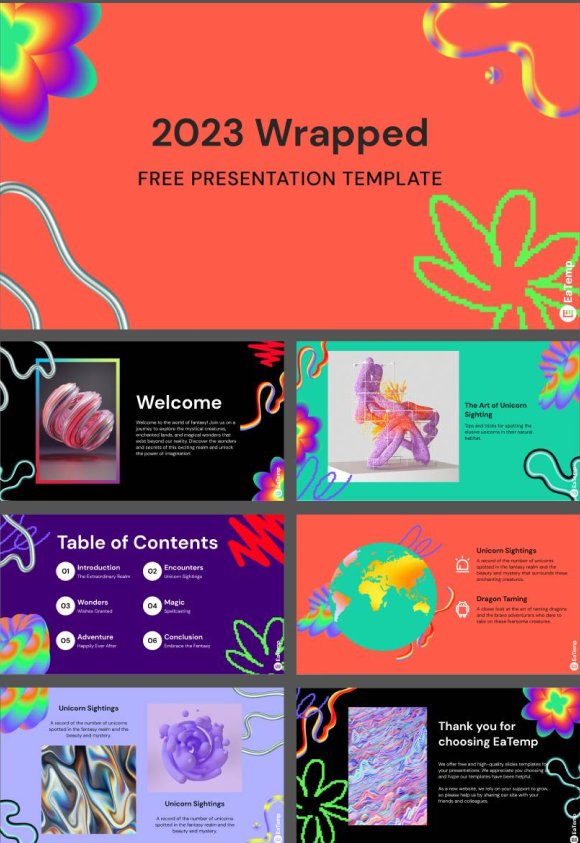 2023 Wrapped
FREE PRESENTATION TEMPLATE
EaTemp
Welcome
Welcome to the world of fantasy! Join us on a
journey to explore the mystical creatures,
enchanted lands, and magical wonders that
exist beyond our reality. Discover the wonders
and secrets of this exciting realm and unlock
the power of imagination.
EaTemp
The Art of Unicorn
Sighting
Tips and tricks for spotting the
elusive unicorns in their natural
habitat.
EaTemp
Table of Contents
01 Introduction
The Extraordinary Realm
02 Encounters
Unicorn Sightings
03 Wonders
Wishes Granted
04 Magic
Spellcasting
05 Adventure
Happily Ever After
06 Conclusion
Embrace the Fantasy
EaTemp
Unicorn Sightings
A record of the number of unicorns
spotted in the fantasy realm and the
beauty and mystery that surrounds these
enchanting creatures.
Dragon Taming
A closer look at the art of taming dragons
and the brave adventurers who dare to
take on these fearsome creatures.
EaTemp
Unicorn Sightings
A record of the number of unicorns
spotted in the fantasy realm and the
beauty and mystery.
Unicorn Sightings
A record of the number of unicorns
spotted in the fantasy realm and the
beauty and mystery.
EaTemp
Thank you for
choosing EaTemp
We offer free and high-quality slides templates for
your presentations. We appreciate you choosing us
and hope our templates have been helpful.
As a new website, we rely on your support to grow,
so please help us by sharing our site with your
friends and colleagues.
EaTemp